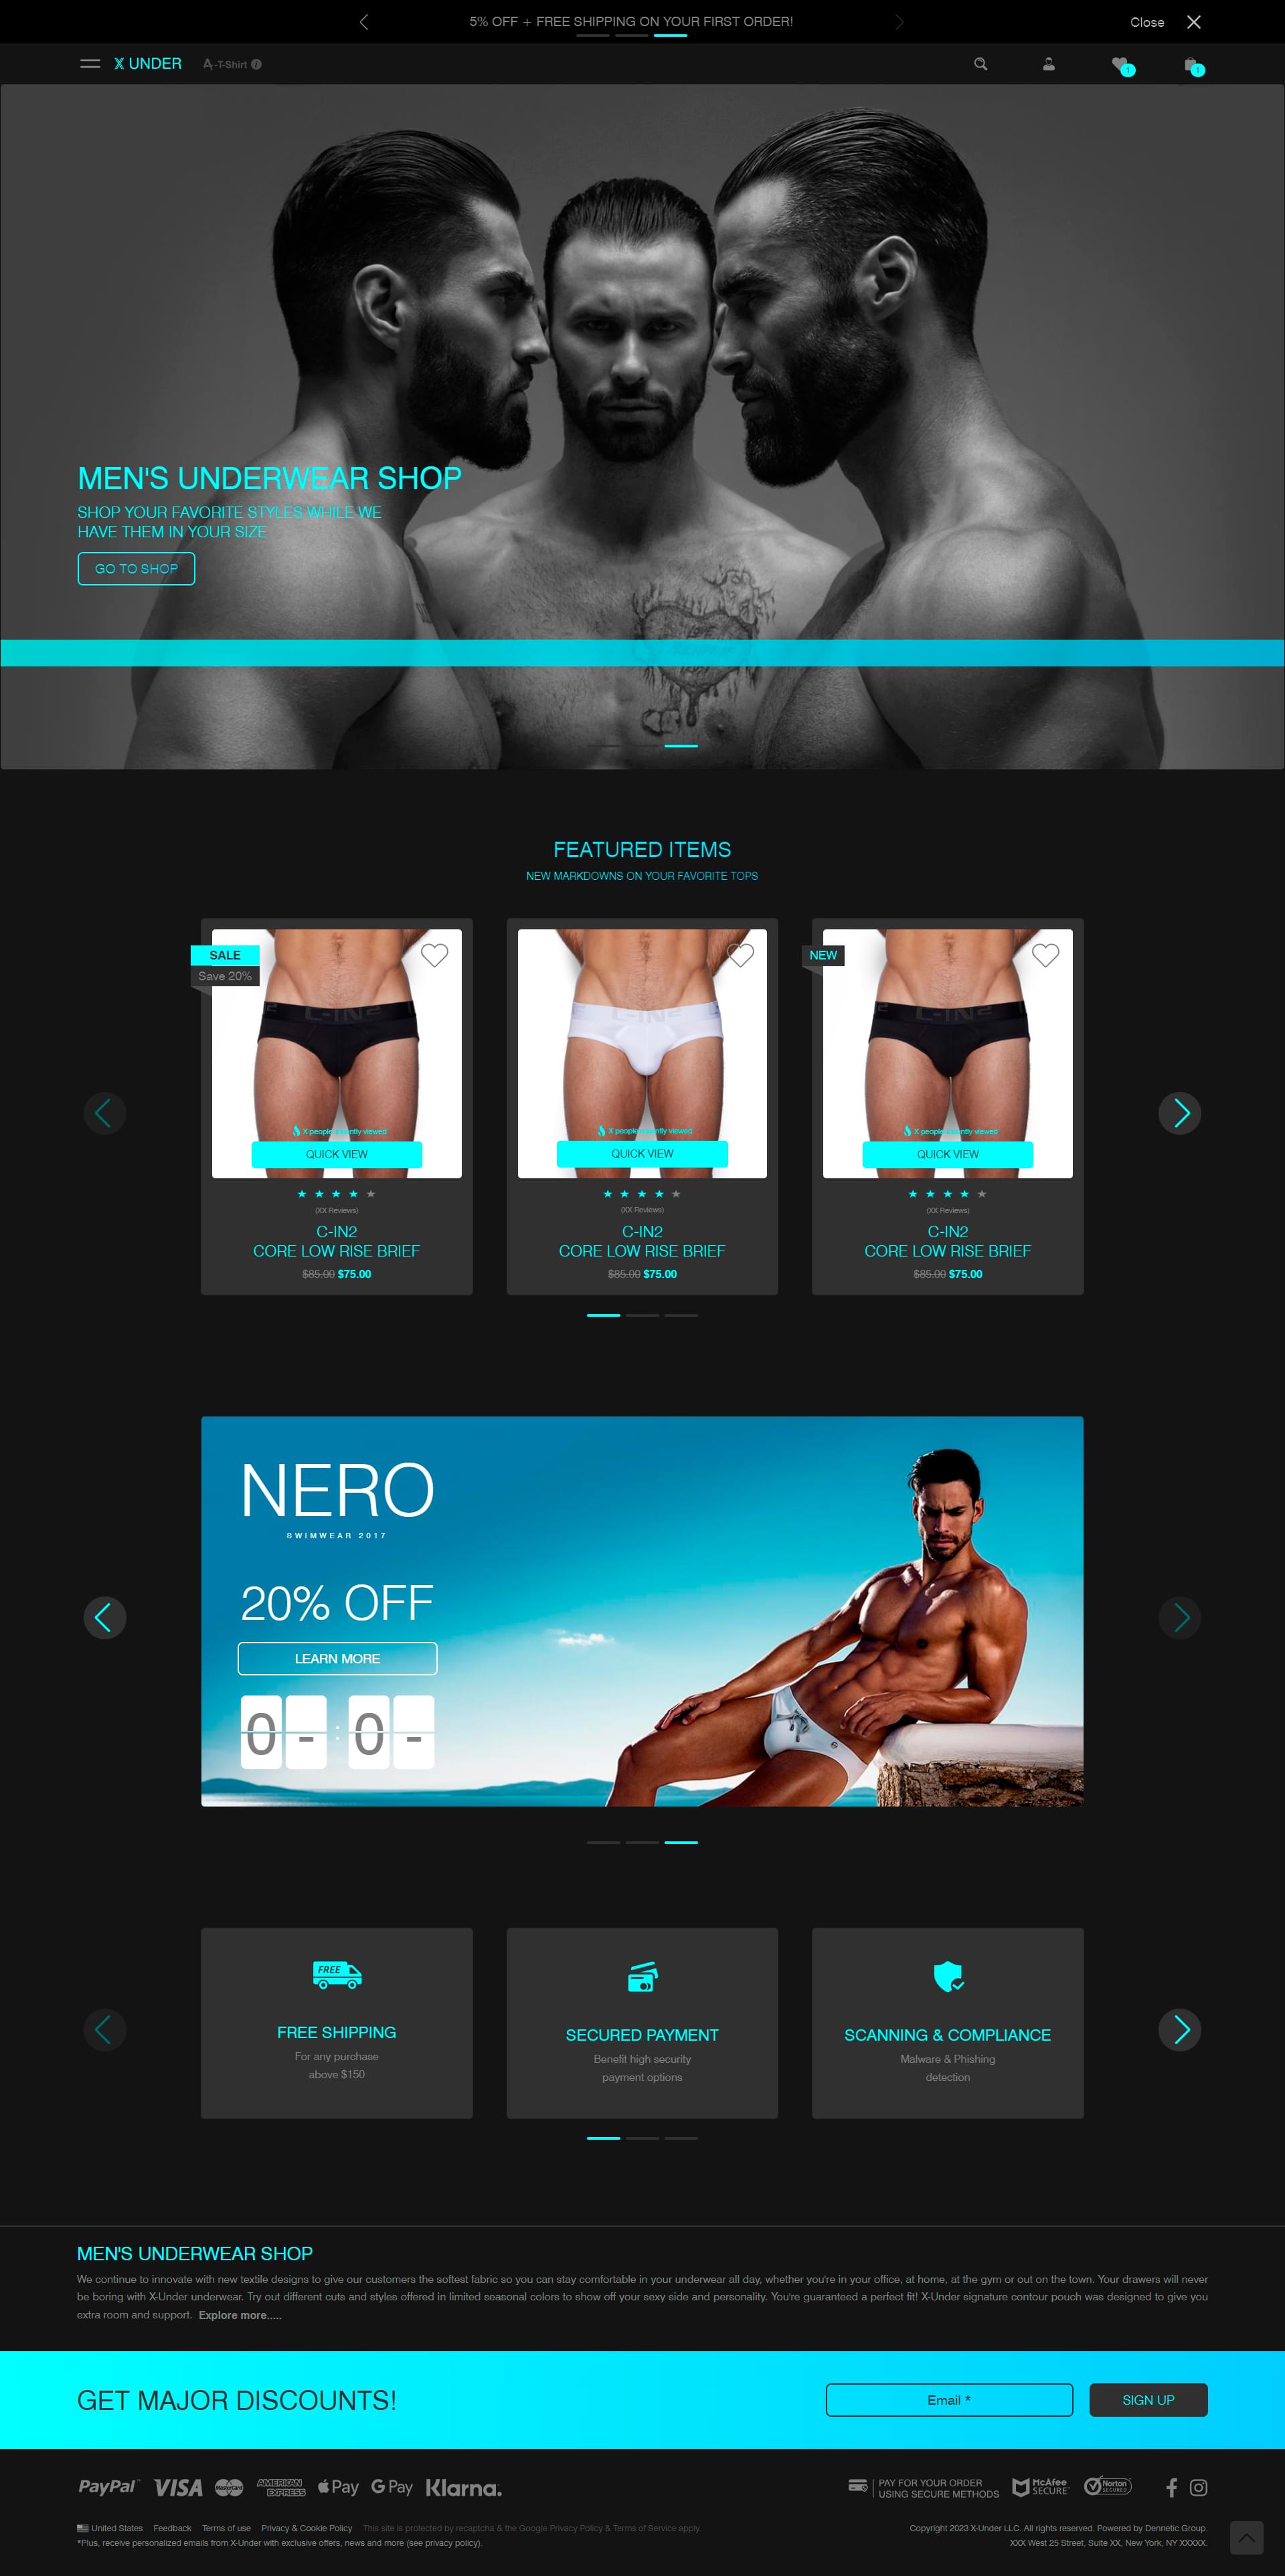 5% OFF + FREE SHIPPING ON YOUR FIRST ORDER!
Close
X UNDER
A-T-Shirt
1
1
MEN'S UNDERWEAR SHOP
SHOP YOUR FAVORITE STYLES WHILE WE
HAVE THEM IN YOUR SIZE
GO TO SHOP
FEATURED ITEMS
NEW MARKDOWNS ON YOUR FAVORITE TOPS
SALE
Save 20%
NEW
C-IN2
C-IN2
C-IN2
X people recently viewed
X people recently viewed
X people recently viewed
QUICK VIEW
QUICK VIEW
QUICK VIEW
(XX Reviews)
(XX Reviews)
(XX Reviews)
C-IN2
CORE LOW RISE BRIEF
$85.00 $75.00
C-IN2
CORE LOW RISE BRIEF
$85.00 $75.00
C-IN2
CORE LOW RISE BRIEF
$85.00 $75.00
NERO
SWIMWEAR 2017
20% OFF
LEARN MORE
0 - : 0 -
FREE
FREE SHIPPING
For any purchase
above $150
SECURED PAYMENT
Benefit high security
payment options
SCANNING & COMPLIANCE
Malware & Phishing
detection
MEN'S UNDERWEAR SHOP
We continue to innovate with new textile designs to give our customers the softest fabric so you can stay comfortable in your underwear all day, whether you're in your office, at home, at the gym or out on the town. Your drawers will never
be boring with X-Under underwear. Try out different cuts and styles offered in limited seasonal colors to show off your sexy side and personality. You're guaranteed a perfect fit! X-Under signature contour pouch was designed to give you
extra room and support. Explore more.....
GET MAJOR DISCOUNTS!
Email *
SIGN UP
PayPal
VISA
MasterCard
AMERICAN EXPRESS
Pay
G Pay
Klarna.
PAY FOR YOUR ORDER
USING SECURE METHODS
McAfee
SECURE
Norton
SECURED
United States Feedback Terms of use Privacy & Cookie Policy This site is protected by recaptcha & the Google Privacy Policy & Terms of Service apply.
*Plus, receive personalized emails from X-Under with exclusive offers, news and more (see privacy policy).
Copyright 2023 X-Under LLC. All rights reserved. Powered by Dennetic Group.
XXX West 25 Street, Suite XX, New York, NY XXXXX.